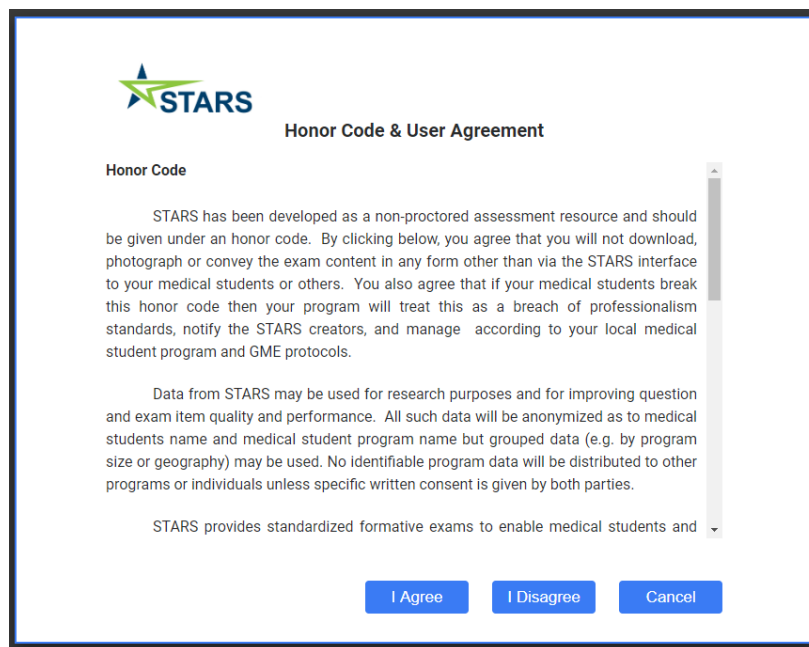 STARS
Honor Code & User Agreement
Honor Code
STARS has been developed as a non-proctored assessment resource and should
be given under an honor code. By clicking below, you agree that you will not download,
photograph or convey the exam content in any form other than via the STARS interface
to your medical students or others. You also agree that if your medical students break
this honor code then your program will treat this as a breach of professionalism
standards, notify the STARS creators, and manage according to your local medical
student program and GME protocols.
Data from STARS may be used for research purposes and for improving question
and exam item quality and performance. All such data will be anonymized as to medical
students name and medical student program name but grouped data (e.g. by program
size or geography) may be used. No identifiable program data will be distributed to other
programs or individuals unless specific written consent is given by both parties.
STARS provides standardized formative exams to enable medical students and
I Agree
I Disagree
Cancel